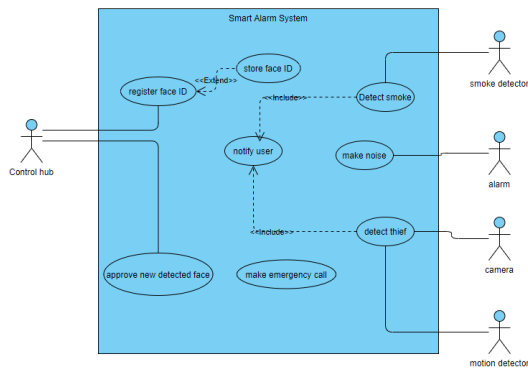 Smart Alarm System
store face ID
<<Extend>>
register face ID
smoke detector
<<Include>>
Detect smoke
notify user
make noise
Control hub
alarm
<<Include>>
detect thief
camera
approve new detected face
make emergency call
motion detector